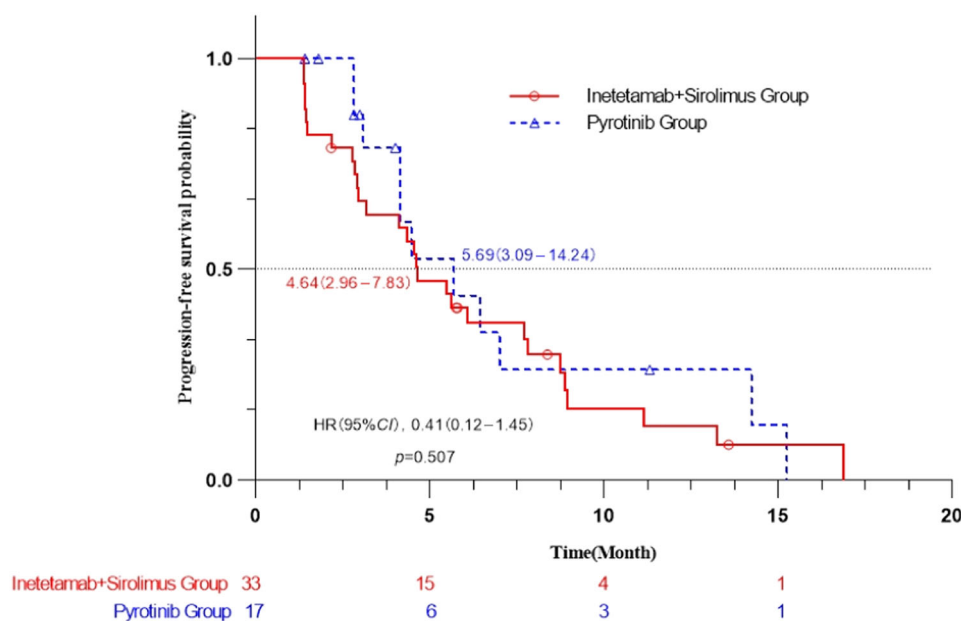 1.0
Inetetamab+Sirolimus Group
Pyrotinib Group
Progression-free survival probability
5.69(3.09−14.24)
0.5
4.64(2.96−7.83)
HR(95%CI), 0.41(0.12−1.45)
p=0.507
0.0
0 5 10 15 20
Time(Month)
Inetetamab+Sirolimus Group 33 15 4 1
Pyrotinib Group 17 6 3 1